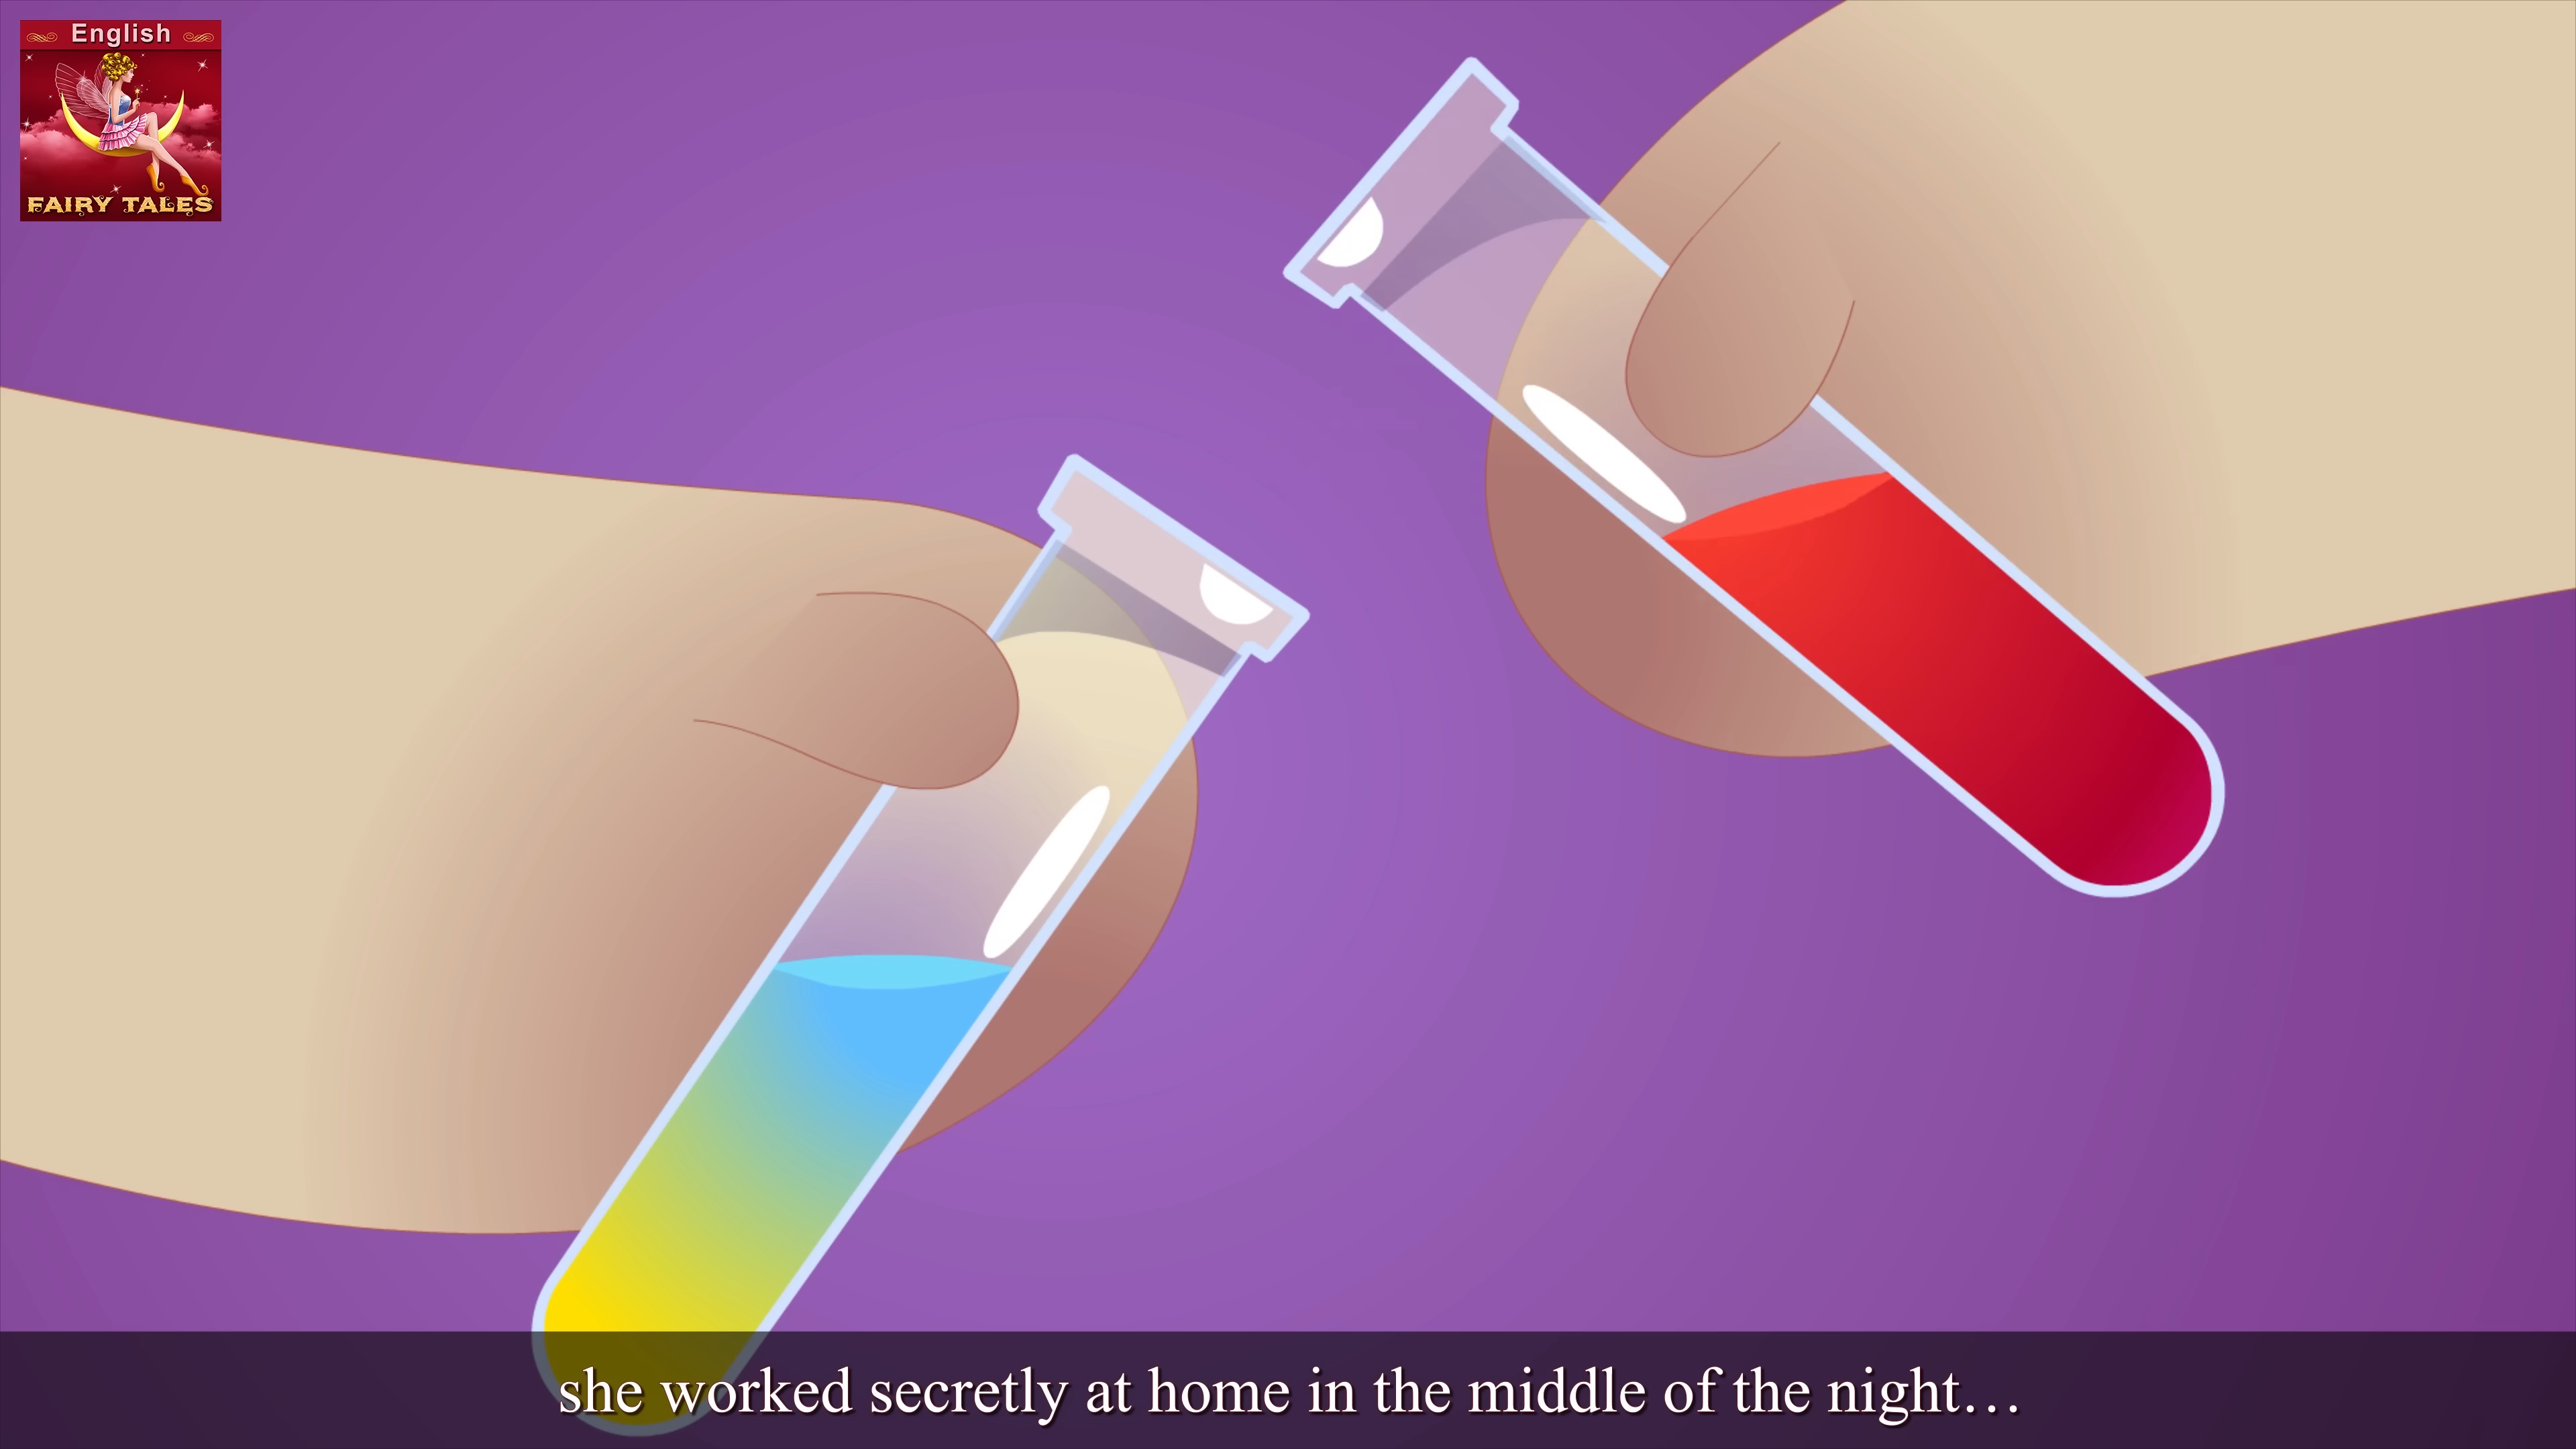 English
FAIRY TALES
she worked secretly at home in the middle of the night...